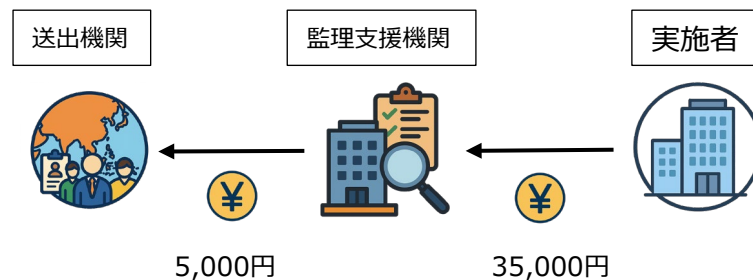 送出機関
監理支援機関
実施者
¥
¥
5,000円
35,000円